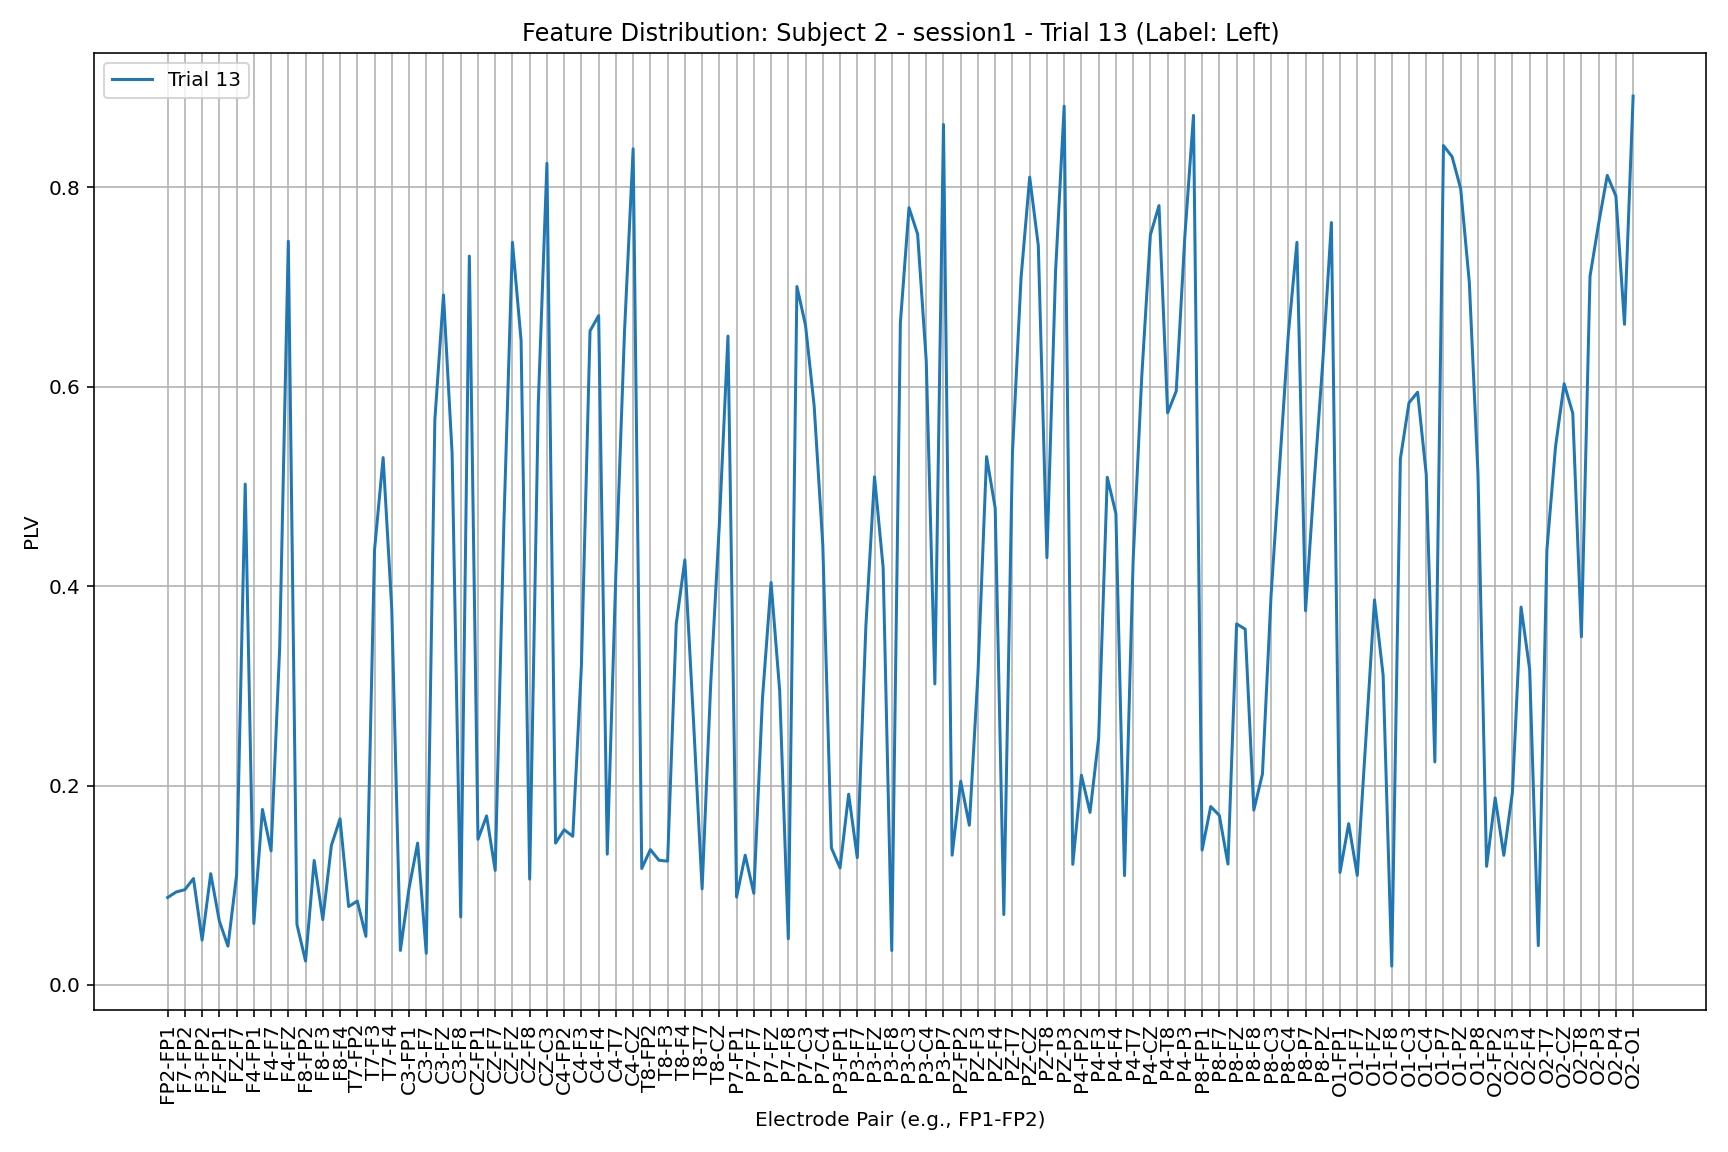 Feature Distribution: Subject 2 - session1 - Trial 13 (Label: Left)
Trial 13
PLV
0.8
0.6
0.4
0.2
0.0
FP2-FP1
F7-FP2
F3-FP2
FZ-FP1
FZ-F7
F4-FP1
F4-F7
F4-FZ
F8-FP2
F8-F3
F8-F4
T7-FP2
T7-F3
T7-F4
C3-FP1
C3-F7
C3-FZ
C3-F8
CZ-FP1
CZ-F7
CZ-FZ
CZ-F8
CZ-C3
C4-FP2
C4-F3
C4-F4
C4-T7
C4-CZ
T8-FP2
T8-F3
T8-F4
T8-T7
T8-CZ
P7-FP1
P7-F7
P7-FZ
P7-F8
P7-C3
P7-C4
P3-FP1
P3-F7
P3-FZ
P3-F8
P3-C3
P3-C4
P3-P7
PZ-FP2
PZ-F3
PZ-F4
PZ-T7
PZ-CZ
PZ-T8
PZ-P3
P4-FP2
P4-F3
P4-F4
P4-T7
P4-CZ
P4-T8
P4-P3
P8-FP1
P8-F7
P8-FZ
P8-F8
P8-C3
P8-C4
P8-P7
P8-PZ
O1-FP1
O1-F7
O1-FZ
O1-F8
O1-C3
O1-C4
O1-P7
O1-PZ
O1-P8
O2-FP2
O2-F3
O2-F4
O2-T7
O2-CZ
O2-T8
O2-P3
O2-P4
O2-O1
Electrode Pair (e.g., FP1-FP2)